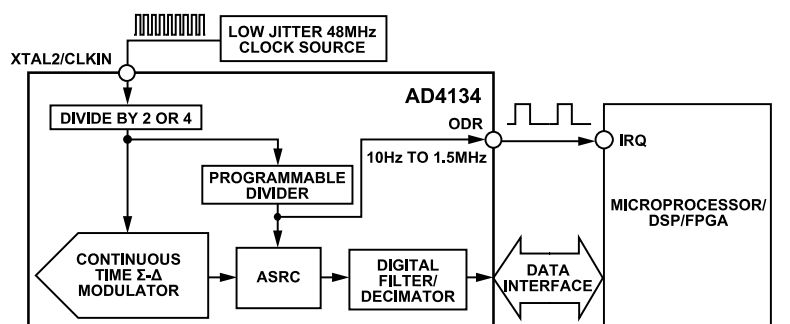 LOW JITTER 48MHz
CLOCK SOURCE
XTAL2/CLKIN
AD4134
DIVIDE BY 2 OR 4
ODR
10Hz TO 1.5MHz
IRQ
PROGRAMMABLE
DIVIDER
MICROPROCESSOR/
DSP/FPGA
CONTINUOUS
TIME Σ-Δ
MODULATOR
ASRC
DIGITAL
FILTER/
DECIMATOR
DATA
INTERFACE